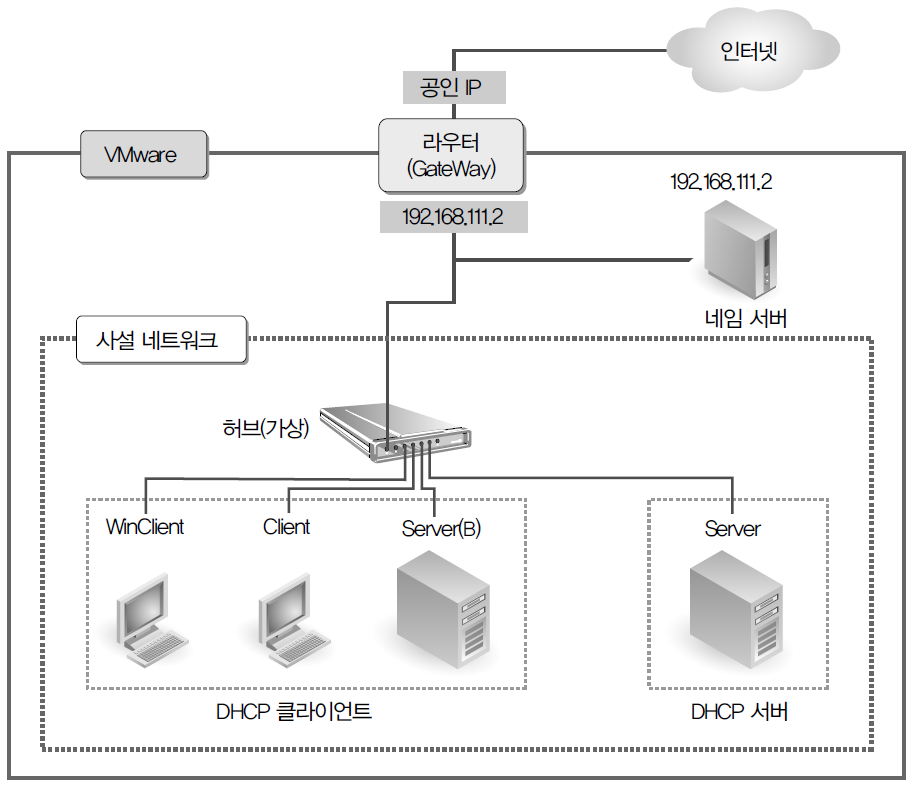 인터넷
공인 IP
VMware
라우터
(GateWay)
192.168.111.2
192.168.111.2
네임 서버
사설 네트워크
허브(가상)
WinClient
Client
Server(B)
Server
DHCP 클라이언트
DHCP 서버